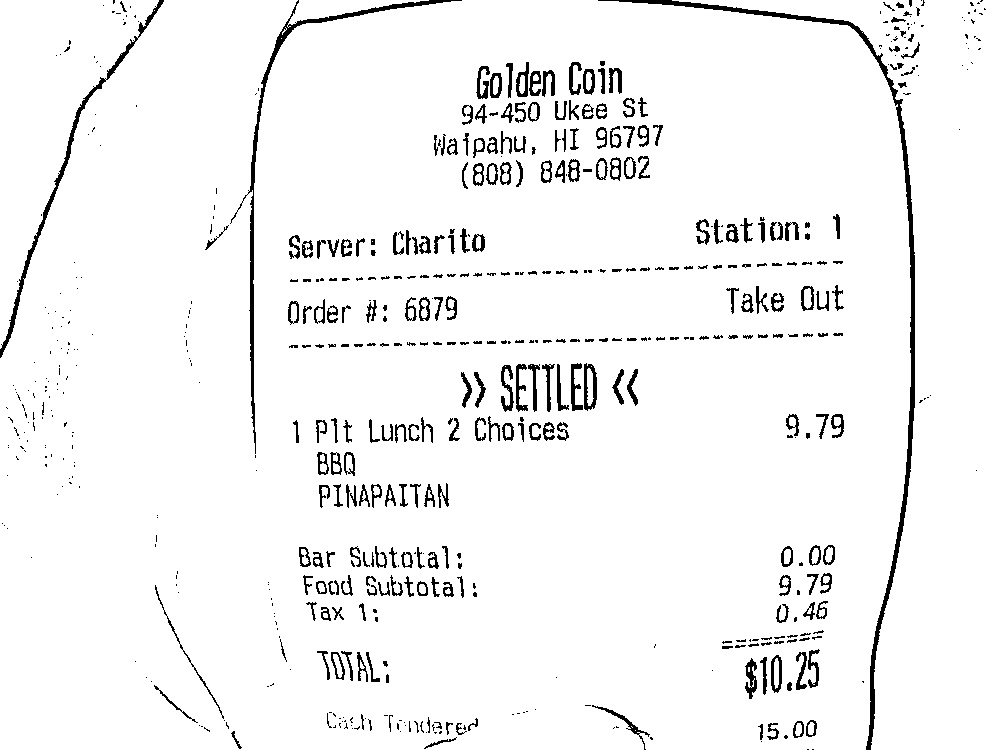 Golden Coin
94-450 Ukee St
Waipahu, HI 96797
(808) 848-0802
Server: Charito Station: 1
Order #: 6879 Take Out
>> SETTLED <<
1 Plt Lunch 2 Choices 9.79
BBQ
PINAPAITAN
Bar Subtotal: 0.00
Food Subtotal: 9.79
Tax 1: 0.46
========
TOTAL: $10.25
Cash Tendered 15.00